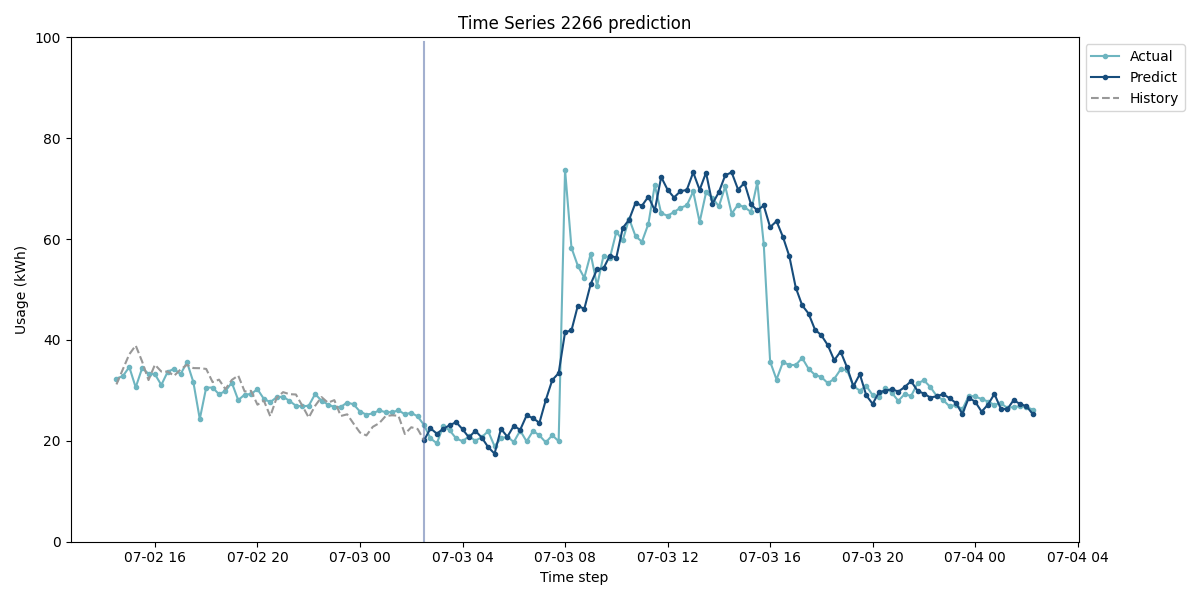 Time Series 2266 prediction
100
80
60
40
20
0
Usage (kWh)
07-02 16
07-02 20
07-03 00
07-03 04
07-03 08
07-03 12
07-03 16
07-03 20
07-04 00
07-04 04
Time step
Actual
Predict
History